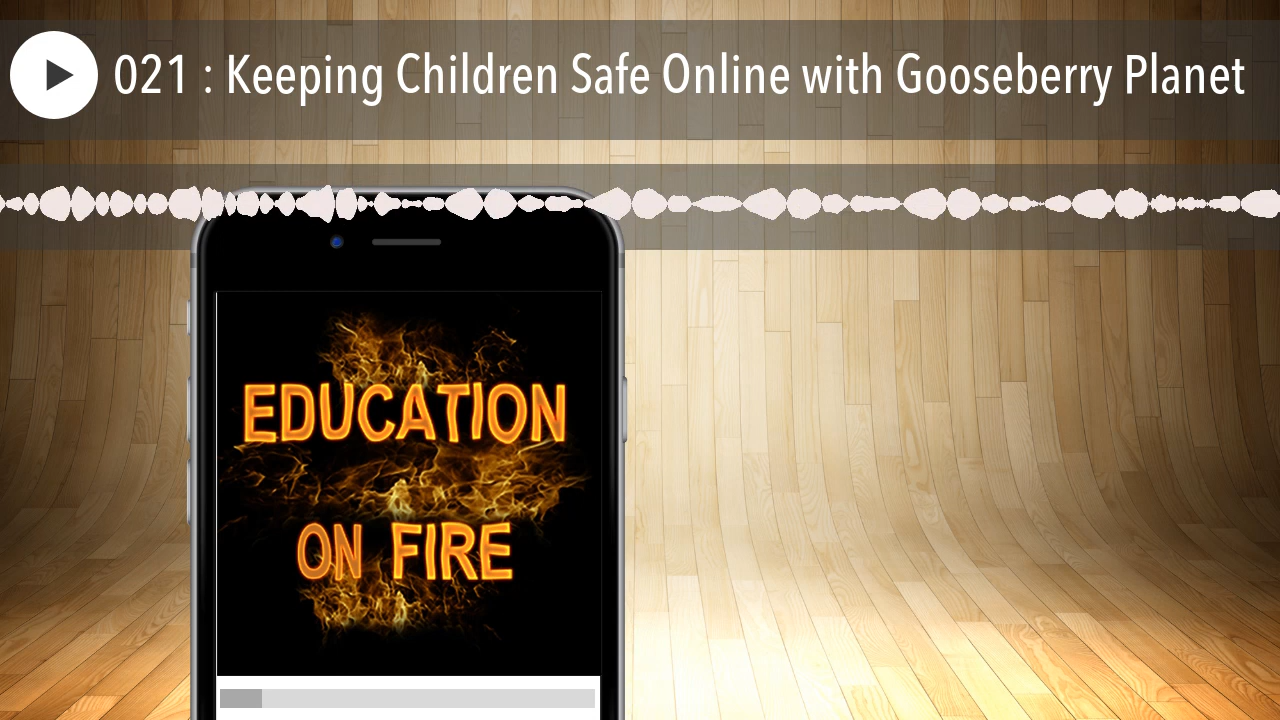 021 : Keeping Children Safe Online with Gooseberry Planet
EDUCATION
ON FIRE